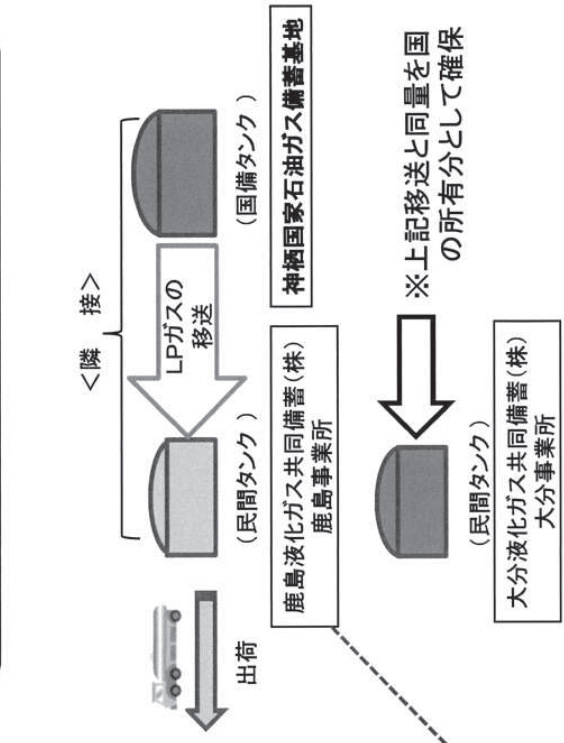 <隣 接>
LPガスの
移送
(国備タンク)
神栖国家石油ガス備蓄基地
(民間タンク)
鹿島液化ガス共同備蓄(株)
鹿島事業所
出荷
※上記移送と同量を国
の所有分として確保
(民間タンク)
大分液化ガス共同備蓄(株)
大分事業所